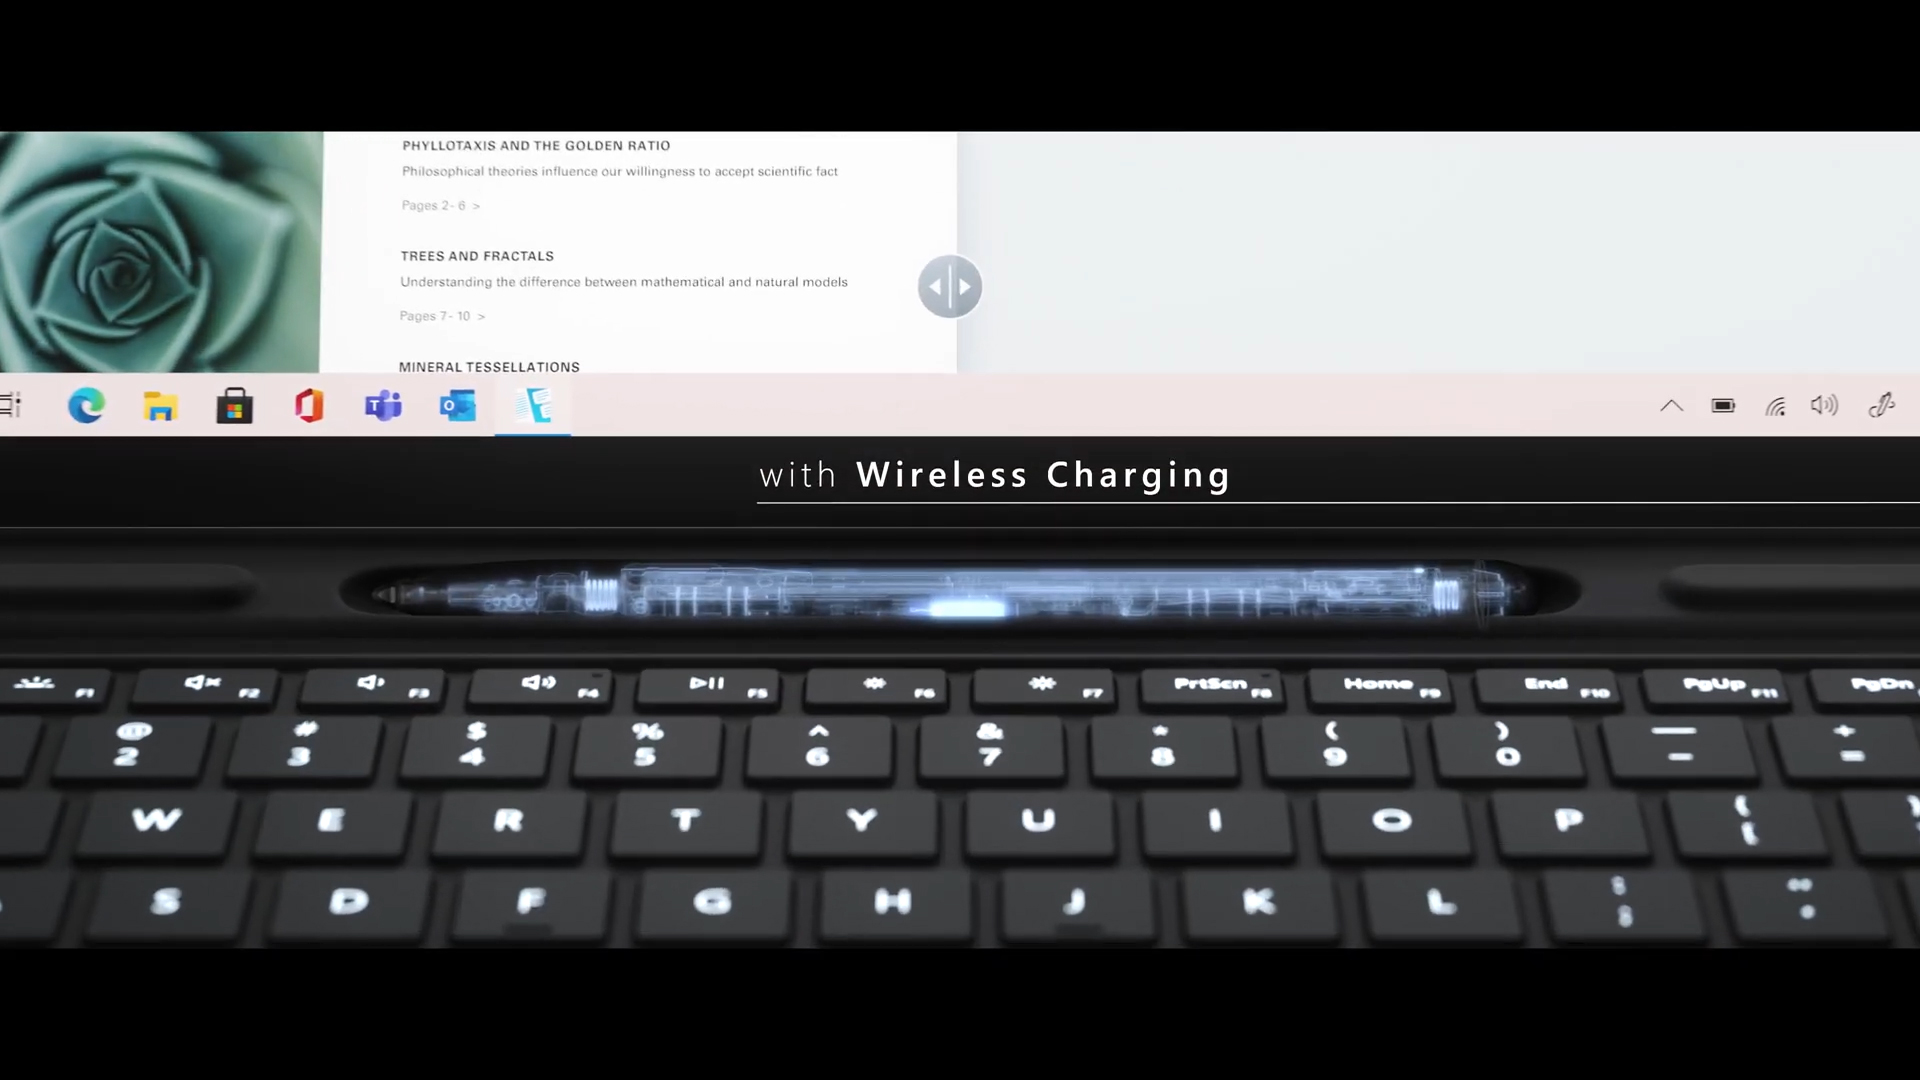 PHYLLOTAXIS AND THE GOLDEN RATIO
Philosophical theories influence our willingness to accept scientific fact
Pages 2-6 >
TREES AND FRACTALS
Understanding the difference between mathematical and natural models
Pages 7-10 >
MINERAL TESSELLATIONS
with Wireless Charging
F1 F2 F3 F4 F5 F6 F7 PrtScn F8 Home F9 End F10 PgUp F11 PgDn
@ # $ % ^ & * ( ) — +
2 3 4 5 6 7 8 9 0 - =
W E R T Y U I O P { [
S D F G H J K L